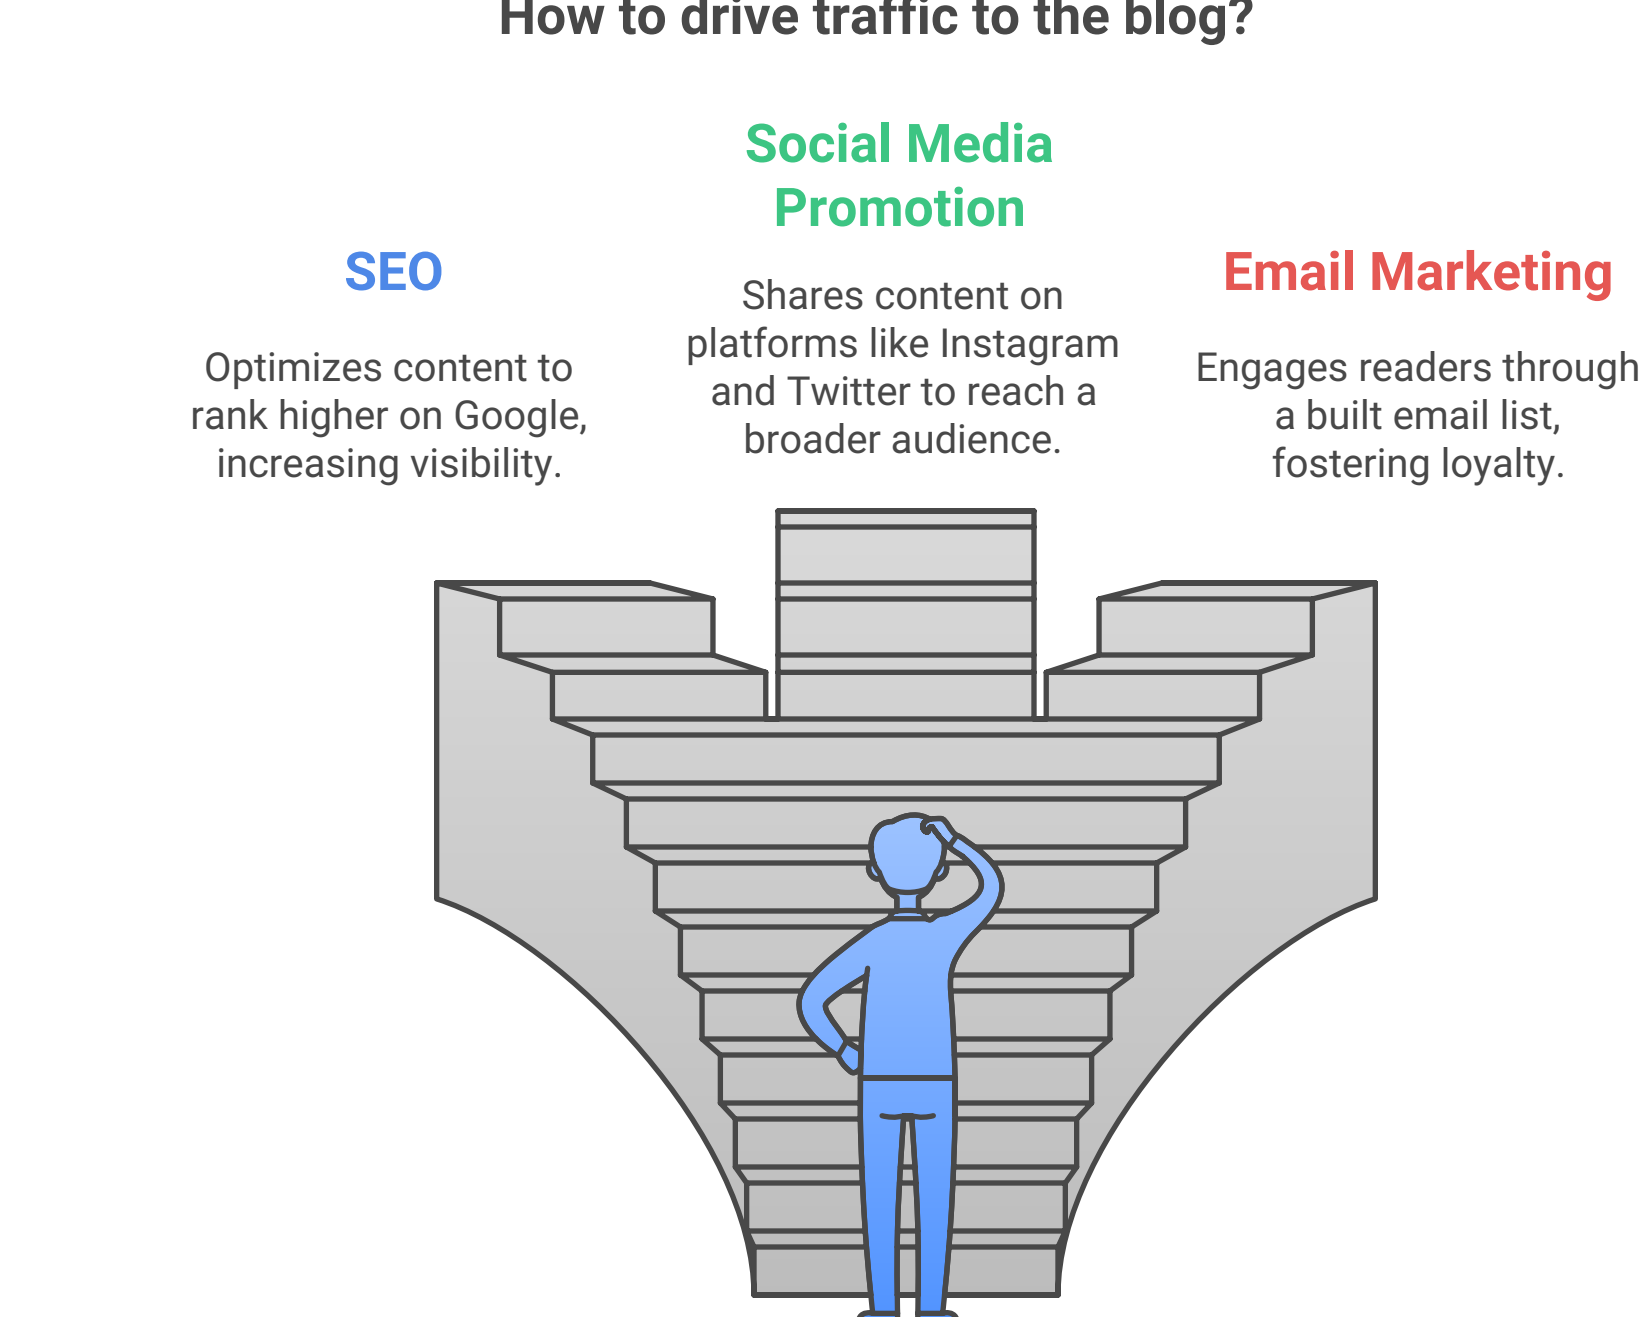 How to drive traffic to the blog?
Social Media
Promotion
Shares content on
platforms like Instagram
and Twitter to reach a
broader audience.
SEO
Optimizes content to
rank higher on Google,
increasing visibility.
Email Marketing
Engages readers through
a built email list,
fostering loyalty.